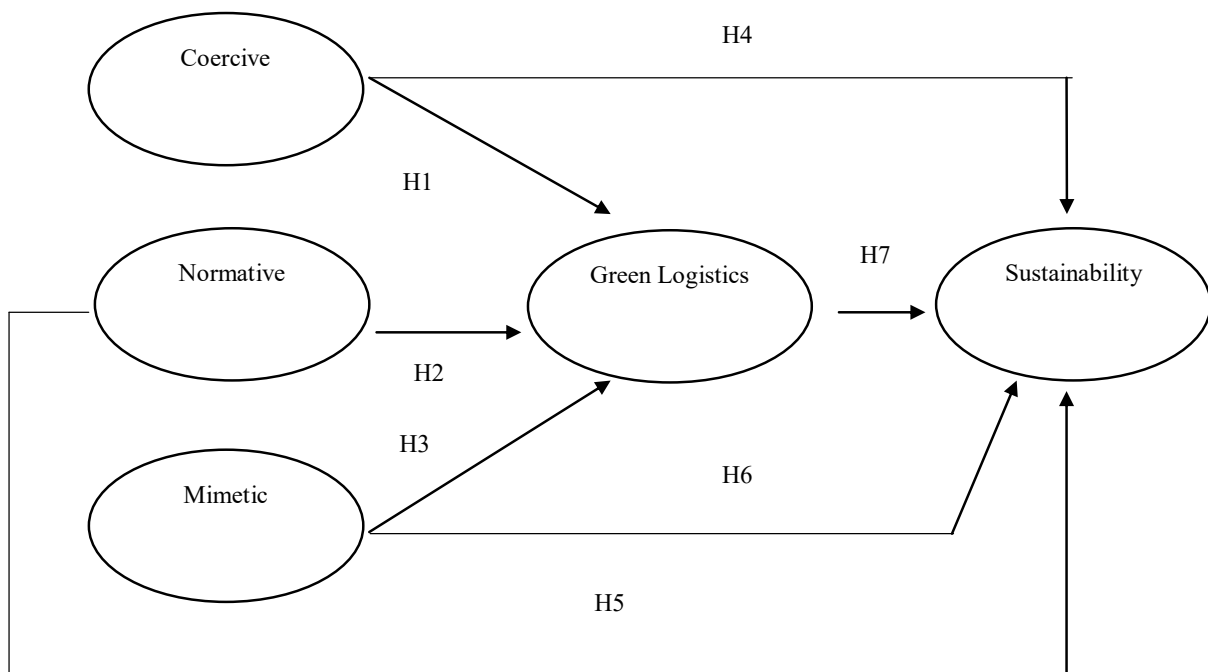 H4
Coercive
H1
H7
Normative
Green Logistics
Sustainability
H2
H3
H6
Mimetic
H5